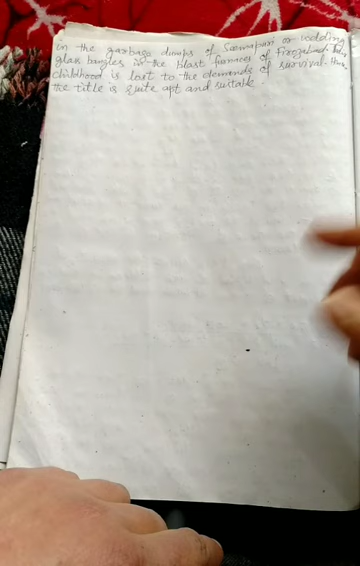 in the garbage dumps of Seemapuri or welding
glass bangles in the blast furnaces of Firozabad. Their
childhood is lost to the demands of survival. Hence,
the title is quite apt and suitable.